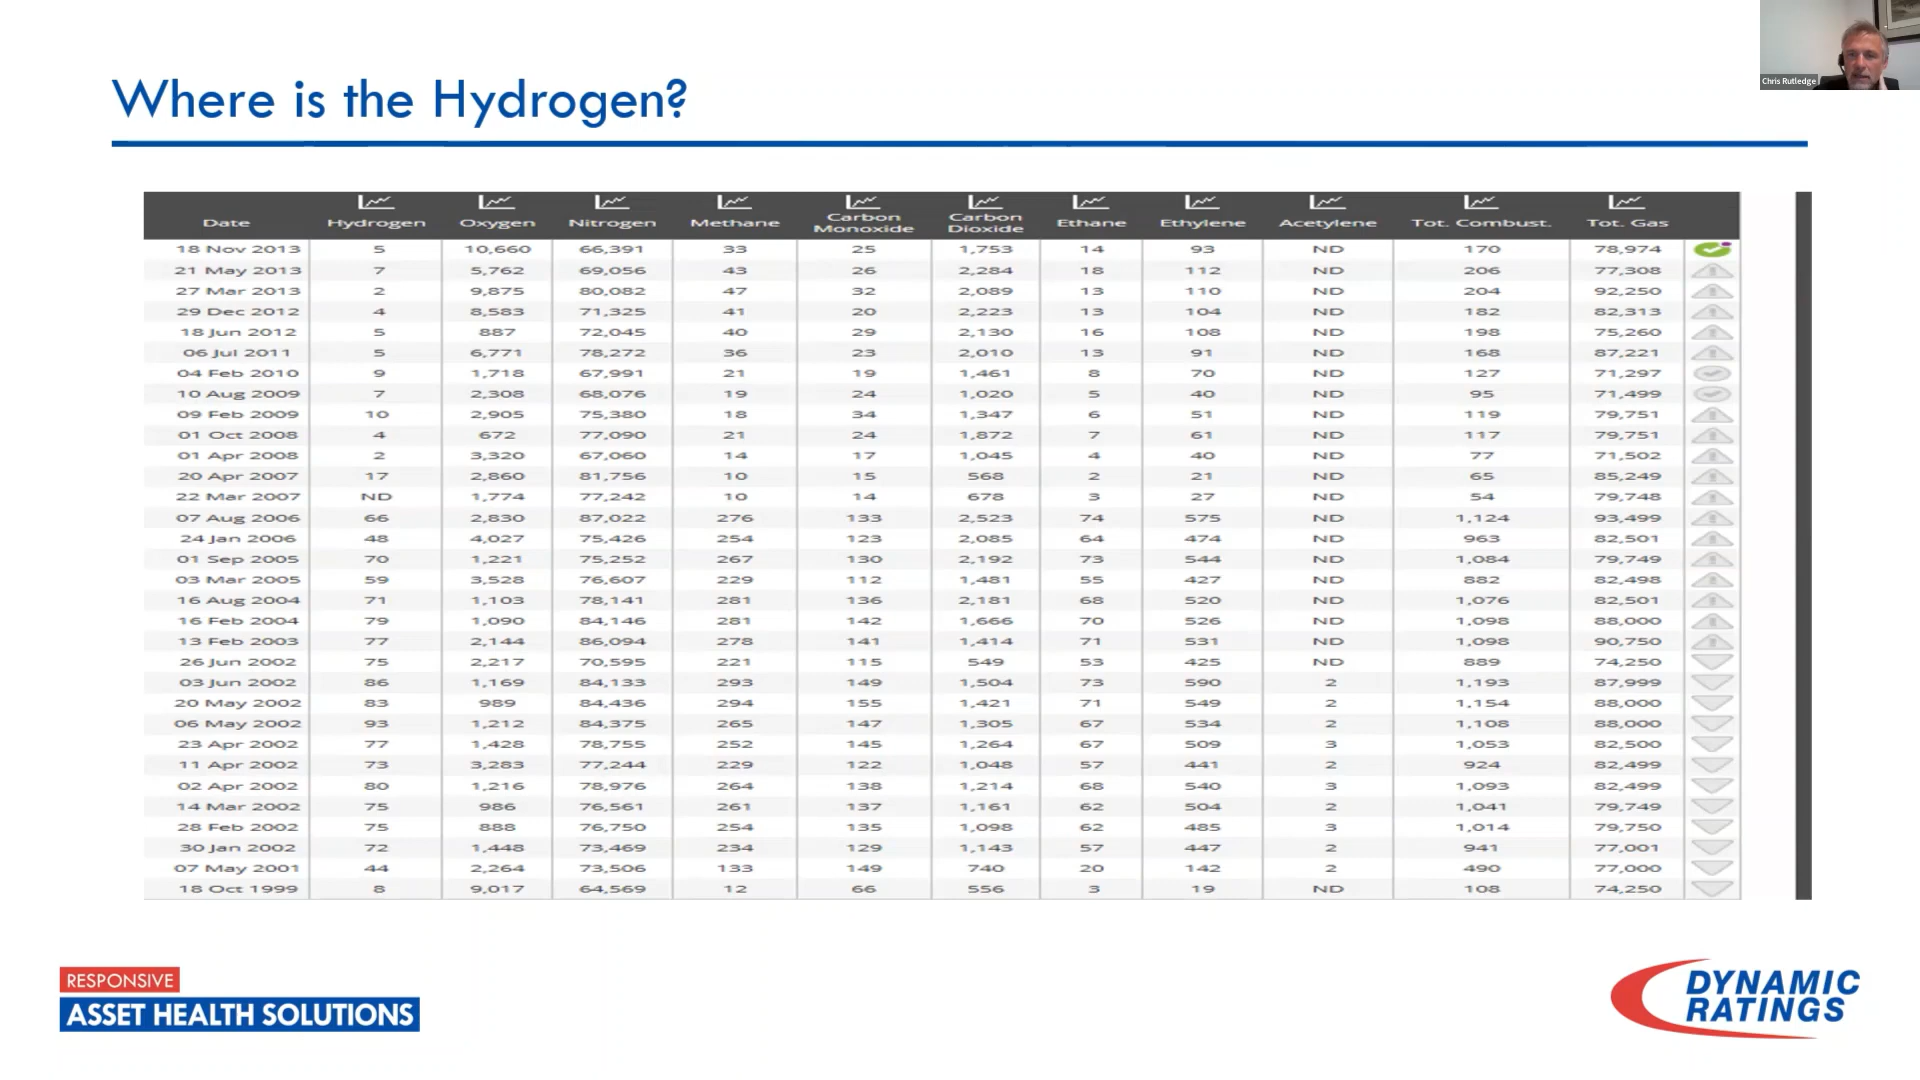 Chris Rutledge
Where is the Hydrogen?
Date Hydrogen Oxygen Nitrogen Methane Carbon Monoxide Carbon Dioxide Ethane Ethylene Acetylene Tot. Combust. Tot. Gas
18 Nov 2013 5 10,660 66,391 33 25 1,753 14 93 ND 170 78,974
21 May 2013 7 5,762 69,056 43 26 2,284 18 112 ND 206 77,308
27 Mar 2013 2 9,875 80,082 47 32 2,089 13 110 ND 204 92,250
29 Dec 2012 4 8,583 71,325 41 20 2,223 13 104 ND 182 82,313
18 Jun 2012 5 887 72,045 40 29 2,130 16 108 ND 198 75,260
06 Jul 2011 5 6,771 78,272 36 23 2,010 13 91 ND 168 87,221
04 Feb 2010 9 1,718 67,991 21 19 1,461 8 70 ND 127 71,297
10 Aug 2009 7 2,308 68,076 19 24 1,020 5 40 ND 95 71,499
09 Feb 2009 10 2,905 75,380 18 34 1,347 6 51 ND 119 79,751
01 Oct 2008 4 672 77,090 21 24 1,872 7 61 ND 117 79,751
01 Apr 2008 2 3,320 67,060 14 17 1,045 4 40 ND 77 71,502
20 Apr 2007 17 2,860 81,756 10 15 568 2 21 ND 65 85,249
22 Mar 2007 ND 1,774 77,242 10 14 678 3 27 ND 54 79,748
07 Aug 2006 66 2,830 87,022 276 133 2,523 74 575 ND 1,124 93,499
24 Jan 2006 48 4,027 75,426 254 123 2,085 64 474 ND 963 82,501
01 Sep 2005 70 1,221 75,252 267 130 2,192 73 544 ND 1,084 79,749
03 Mar 2005 59 3,528 76,607 229 112 1,481 55 427 ND 882 82,498
16 Aug 2004 71 1,103 78,141 281 136 2,181 68 520 ND 1,076 82,501
16 Feb 2004 79 1,090 84,146 281 142 1,666 70 526 ND 1,098 88,000
13 Feb 2003 77 2,144 86,094 278 141 1,414 71 531 ND 1,098 90,750
26 Jun 2002 75 2,217 70,595 221 115 549 53 425 ND 889 74,250
03 Jun 2002 86 1,169 84,133 293 149 1,504 73 590 2 1,193 87,999
20 May 2002 83 989 84,436 294 155 1,421 71 549 2 1,154 88,000
06 May 2002 93 1,212 84,375 265 147 1,305 67 534 2 1,108 88,000
23 Apr 2002 77 1,428 78,755 252 145 1,264 67 509 3 1,053 82,500
11 Apr 2002 73 3,283 77,244 229 122 1,048 57 441 2 924 82,499
02 Apr 2002 80 1,216 78,976 264 138 1,214 68 540 3 1,093 82,499
14 Mar 2002 75 986 76,561 261 137 1,161 62 504 2 1,041 79,749
28 Feb 2002 75 888 76,750 254 135 1,098 62 485 3 1,014 79,750
30 Jan 2002 72 1,448 73,469 234 129 1,143 57 447 2 941 77,001
07 May 2001 44 2,264 73,506 133 149 740 20 142 2 490 77,000
18 Oct 1999 8 9,017 64,569 12 66 556 3 19 ND 108 74,250
RESPONSIVE
ASSET HEALTH SOLUTIONS
DYNAMIC
RATINGS